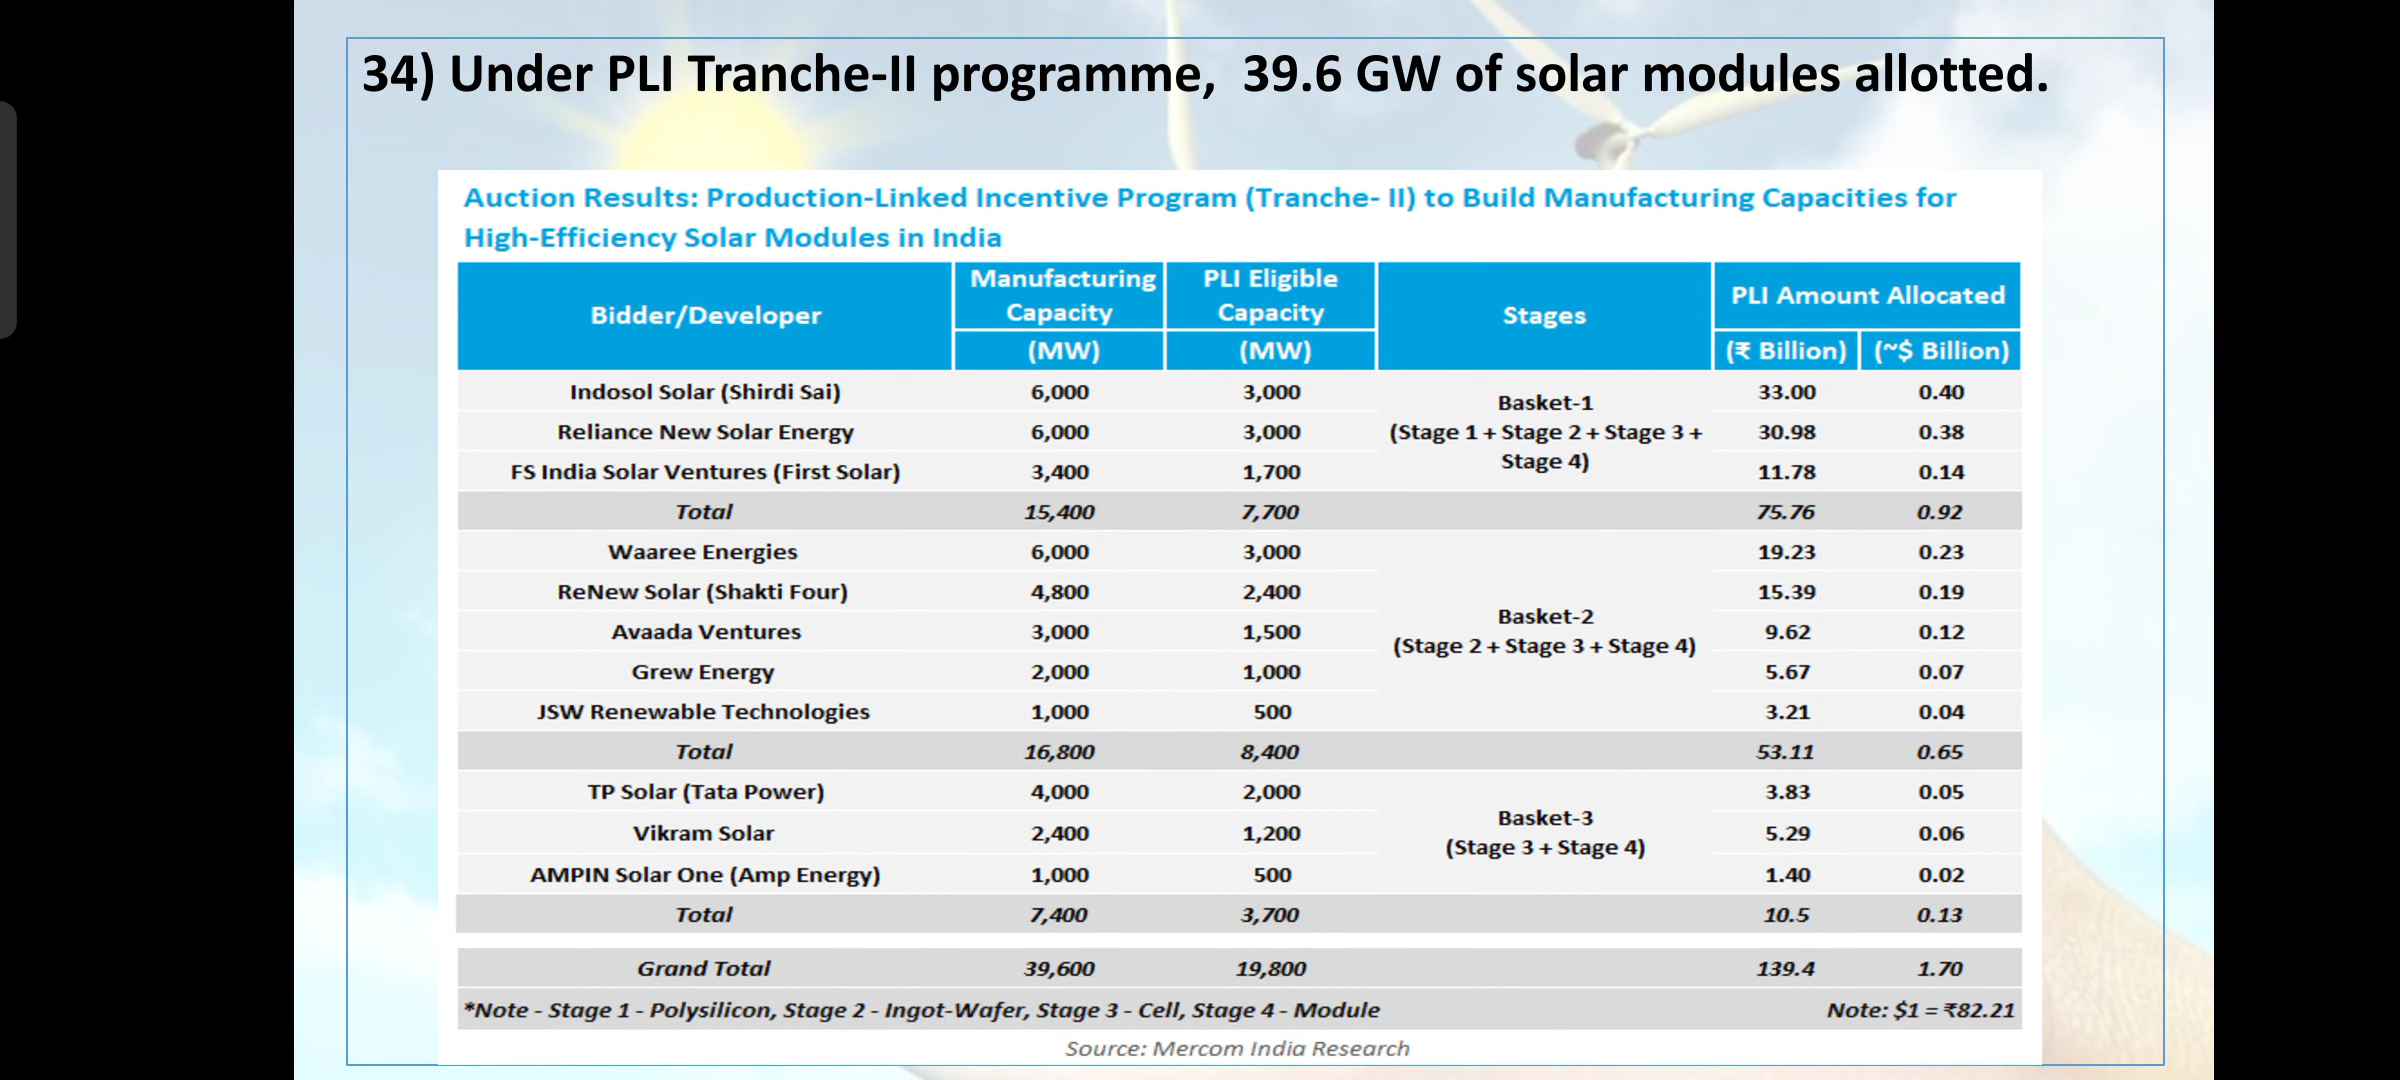 34) Under PLI Tranche-II programme,  39.6 GW of solar modules allotted.
Auction Results: Production-Linked Incentive Program (Tranche- II) to Build Manufacturing Capacities for
High-Efficiency Solar Modules in India
Bidder/Developer Manufacturing Capacity (MW) PLI Eligible Capacity (MW) Stages PLI Amount Allocated (₹ Billion) (~$ Billion)
Indosol Solar (Shirdi Sai) 6,000 3,000 33.00 0.40
Basket-1
Reliance New Solar Energy 6,000 3,000 (Stage 1 + Stage 2 + Stage 3 + 30.98 0.38
Stage 4)
FS India Solar Ventures (First Solar) 3,400 1,700 11.78 0.14
Total 15,400 7,700 75.76 0.92
Waaree Energies 6,000 3,000 19.23 0.23
ReNew Solar (Shakti Four) 4,800 2,400 15.39 0.19
Basket-2
Avaada Ventures 3,000 1,500 9.62 0.12
(Stage 2 + Stage 3 + Stage 4)
Grew Energy 2,000 1,000 5.67 0.07
JSW Renewable Technologies 1,000 500 3.21 0.04
Total 16,800 8,400 53.11 0.65
TP Solar (Tata Power) 4,000 2,000 3.83 0.05
Basket-3
Vikram Solar 2,400 1,200 5.29 0.06
(Stage 3 + Stage 4)
AMPIN Solar One (Amp Energy) 1,000 500 1.40 0.02
Total 7,400 3,700 10.5 0.13
Grand Total 39,600 19,800 139.4 1.70
*Note - Stage 1 - Polysilicon, Stage 2 - Ingot-Wafer, Stage 3 - Cell, Stage 4 - Module Note: $1 = ₹82.21
Source: Mercom India Research